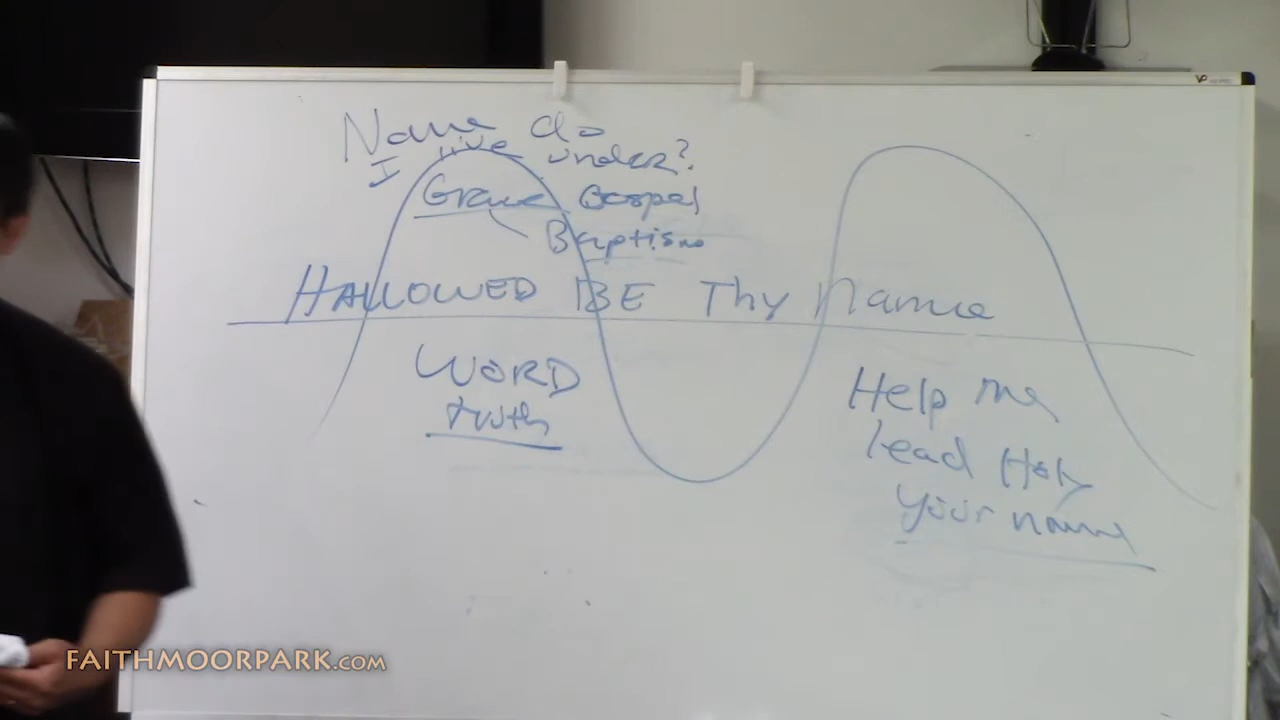 Name do
I live under?
Grace Gospel
Baptism
HALLOWED BE Thy Name
WORD
truth
Help me
lead Holy
your name
FAITHMOORPARK.COM